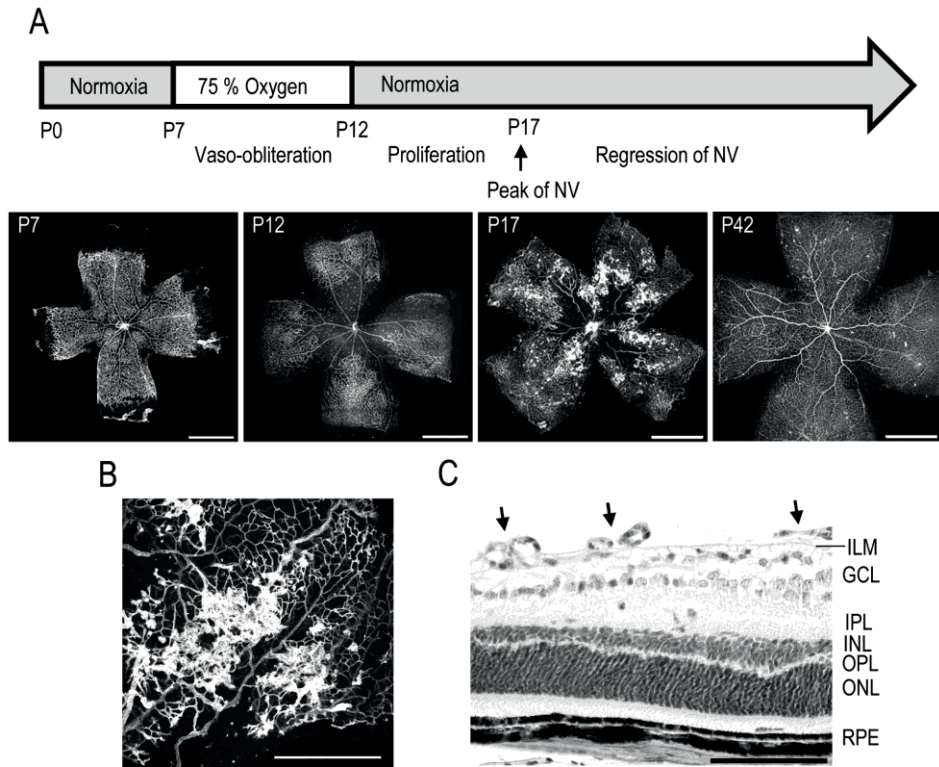 A
Normoxia 75 % Oxygen Normoxia
P0 P7 P12 P17
Vaso-obliteration Proliferation Regression of NV
Peak of NV
P7 P12 P17 P42
B
C
ILM
GCL
IPL
INL
OPL
ONL
RPE